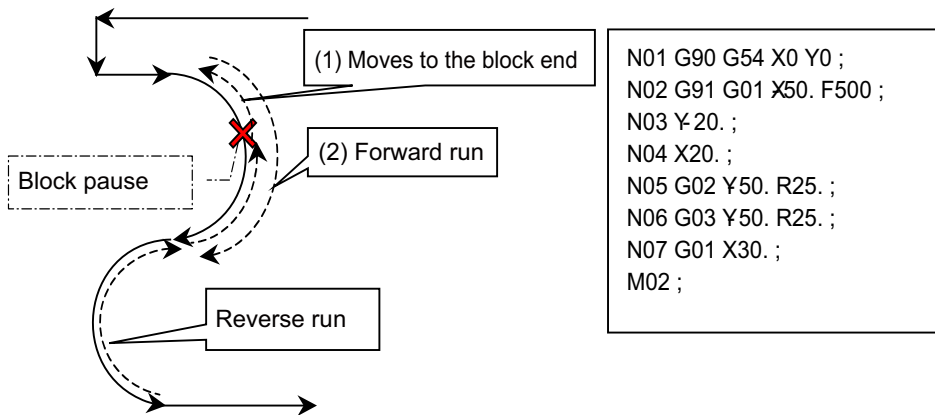 (1) Moves to the block end
(2) Forward run
Block pause
Reverse run
N01 G90 G54 X0 Y0 ;
N02 G91 G01 X-50. F500 ;
N03 Y-20. ;
N04 X20. ;
N05 G02 Y-50. R25. ;
N06 G03 Y-50. R25. ;
N07 G01 X30. ;
M02 ;